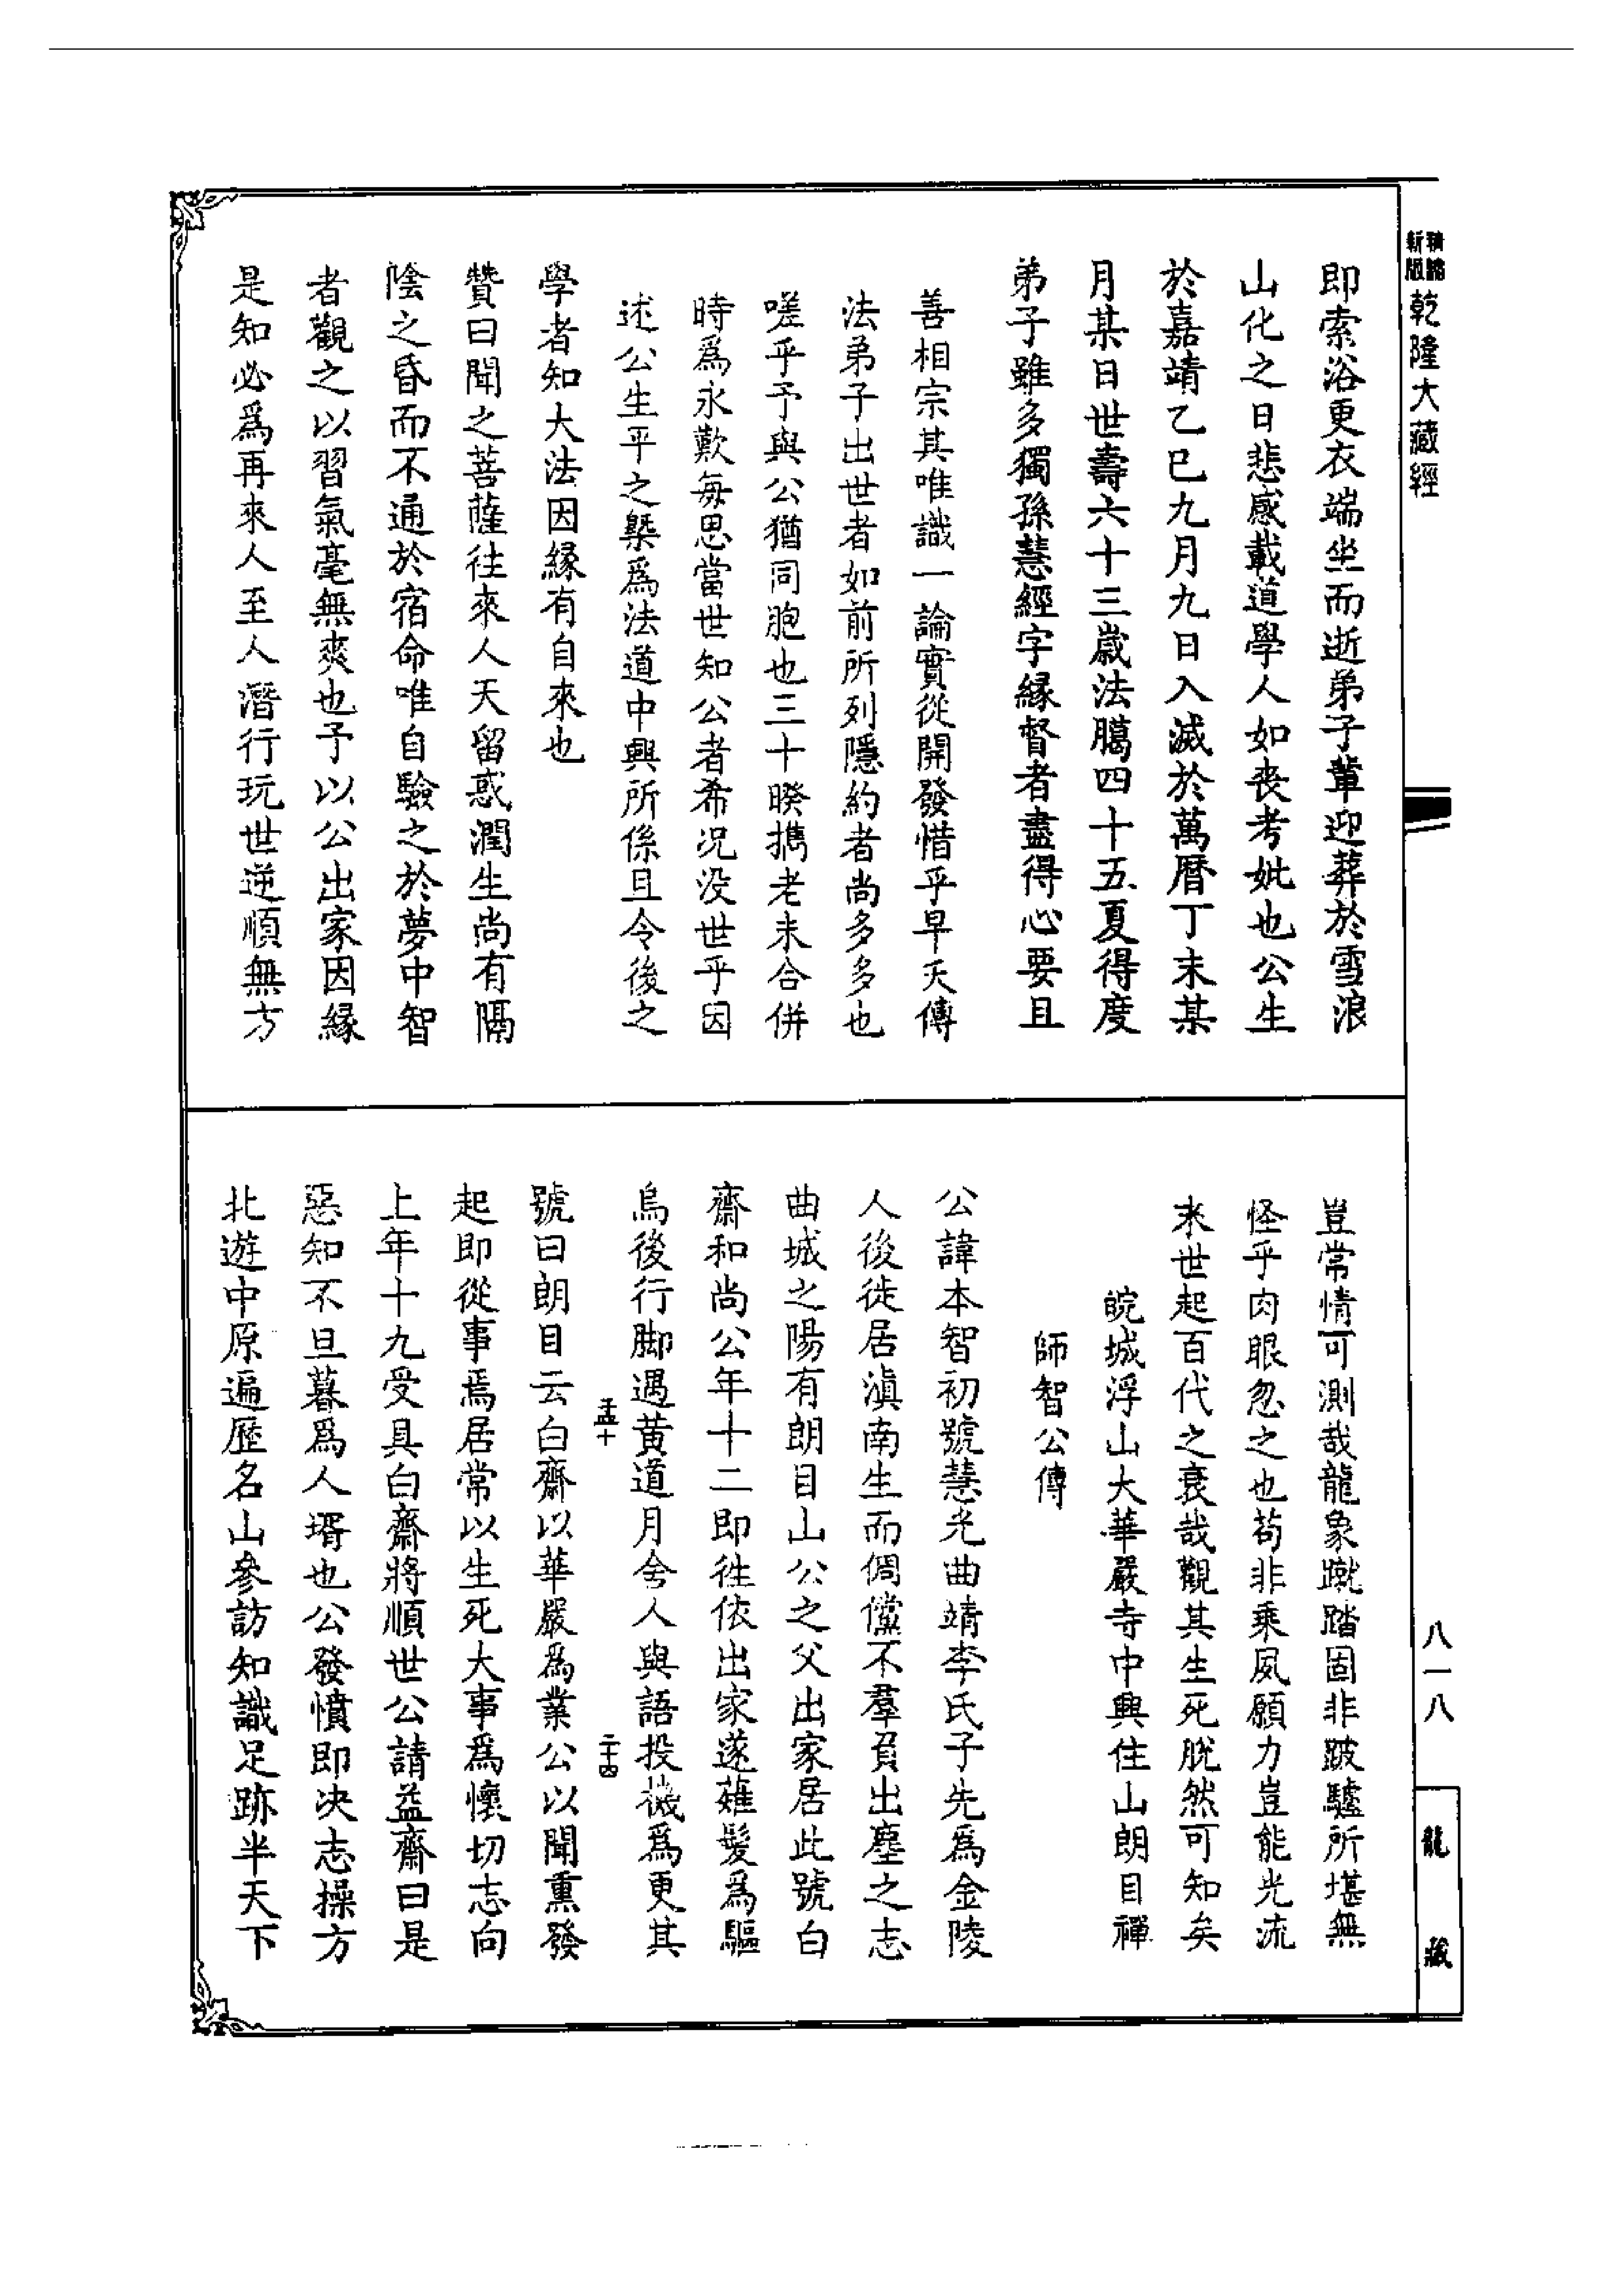 新版
精縮
乾隆大藏經
即索浴更衣端坐而逝弟子輩迎葬於雪浪
山化之日悲感載道學人如喪考妣也公生
於嘉靖乙巳九月九日入滅於萬曆丁未某
月某日世壽六十三歲法臘四十五夏得度
弟子雖多獨孫慧經字緣督者盡得心要且
善相宗其唯識一論實從開發惜乎早夭傳
法弟子出世者如前所列隱約者尚多多也
嗟乎予與公猶同胞也三十暌攜老未合併
時為永歎每思當世知公者希況沒世乎因
述公生平之槩為法道中興所係且令後之
學者知大法因緣有自來也
贊曰聞之菩薩往來人天留惑潤生尚有隔
陰之昏而不通於宿命唯自驗之於夢中智
者觀之以習氣毫無爽也予以公出家因緣
是知必為再來人至人潛行玩世逆順無方
豈常情可測哉龍象蹴踏固非跛驢所堪無
怪乎肉眼忽之也苟非乘夙願力豈能光流
末世起百代之衰哉觀其生死脫然可知矣
皖城浮山大華嚴寺中興住山朗目禪
師智公傳
公諱本智初號慧光曲靖李氏子先為金陵
人後徙居滇南生而倜儻不羣負出塵之志
曲城之陽有朗目山公之父出家居此號白
齋和尚公年十二即往依出家遂薙髮為驅
烏後行脚遇黃道月舍人與語投機為更其
孟十
二十四
號曰朗目云白齋以華嚴為業公以聞熏發
起即從事焉居常以生死大事為懷切志向
上年十九受具白齋將順世公請益齋曰是
惡知不旦暮為人壻也公發憤即决志操方
北遊中原遍歷名山參訪知識足跡半天下
八一八
龍
藏